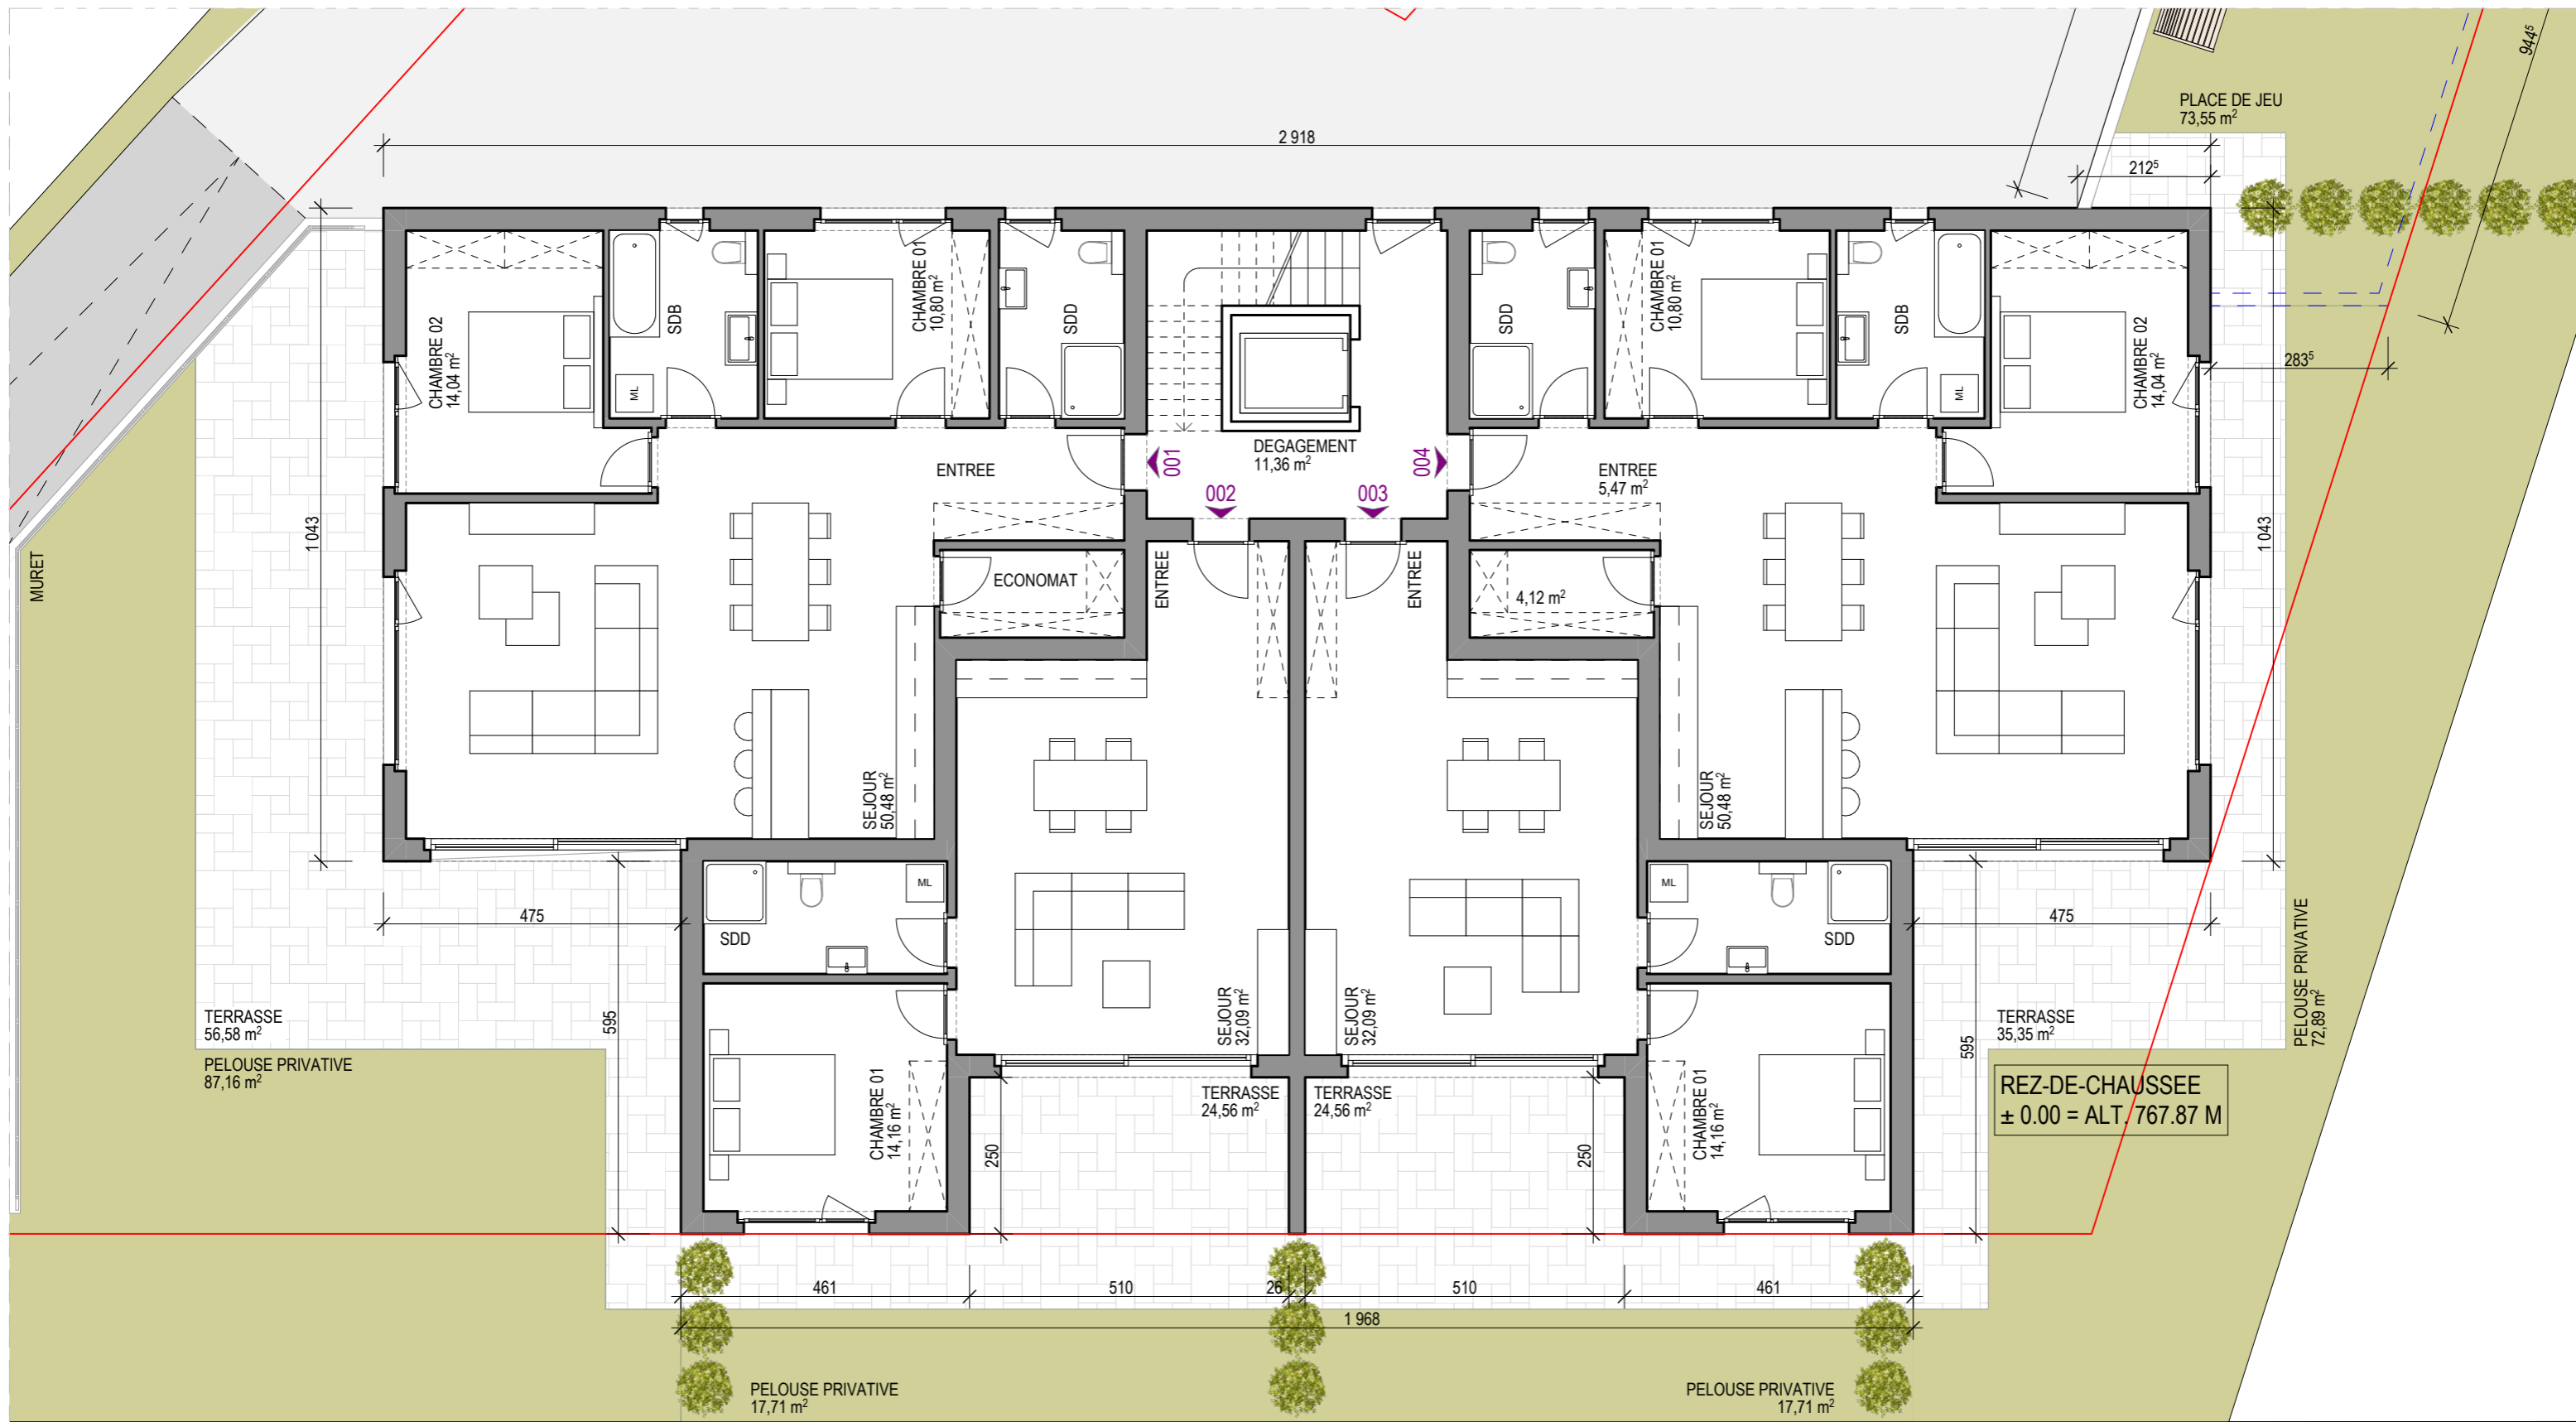 944⁵
PLACE DE JEU
73,55 m²
2 918
212⁵
CHAMBRE 02
14,04 m²
SDB
ML
CHAMBRE 01
10,80 m²
SDD
SDD
CHAMBRE 01
10,80 m²
SDB
ML
CHAMBRE 02
14,04 m²
283⁵
DEGAGEMENT
11,36 m²
001
004
002
003
ENTREE
ENTREE
5,47 m²
1 043
1 043
MURET
ECONOMAT
ENTREE
ENTREE
4,12 m²
SEJOUR
50,48 m²
SEJOUR
50,48 m²
ML
ML
475
475
SDD
SDD
TERRASSE
56,58 m²
PELOUSE PRIVATIVE
87,16 m²
595
SEJOUR
32,09 m²
SEJOUR
32,09 m²
595
TERRASSE
35,35 m²
PELOUSE PRIVATIVE
72,89 m²
CHAMBRE 01
14,16 m²
TERRASSE
24,56 m²
TERRASSE
24,56 m²
CHAMBRE 01
14,16 m²
250
250
REZ-DE-CHAUSSEE
± 0.00 = ALT. 767.87 M
461
510
26
510
461
1 968
PELOUSE PRIVATIVE
17,71 m²
PELOUSE PRIVATIVE
17,71 m²